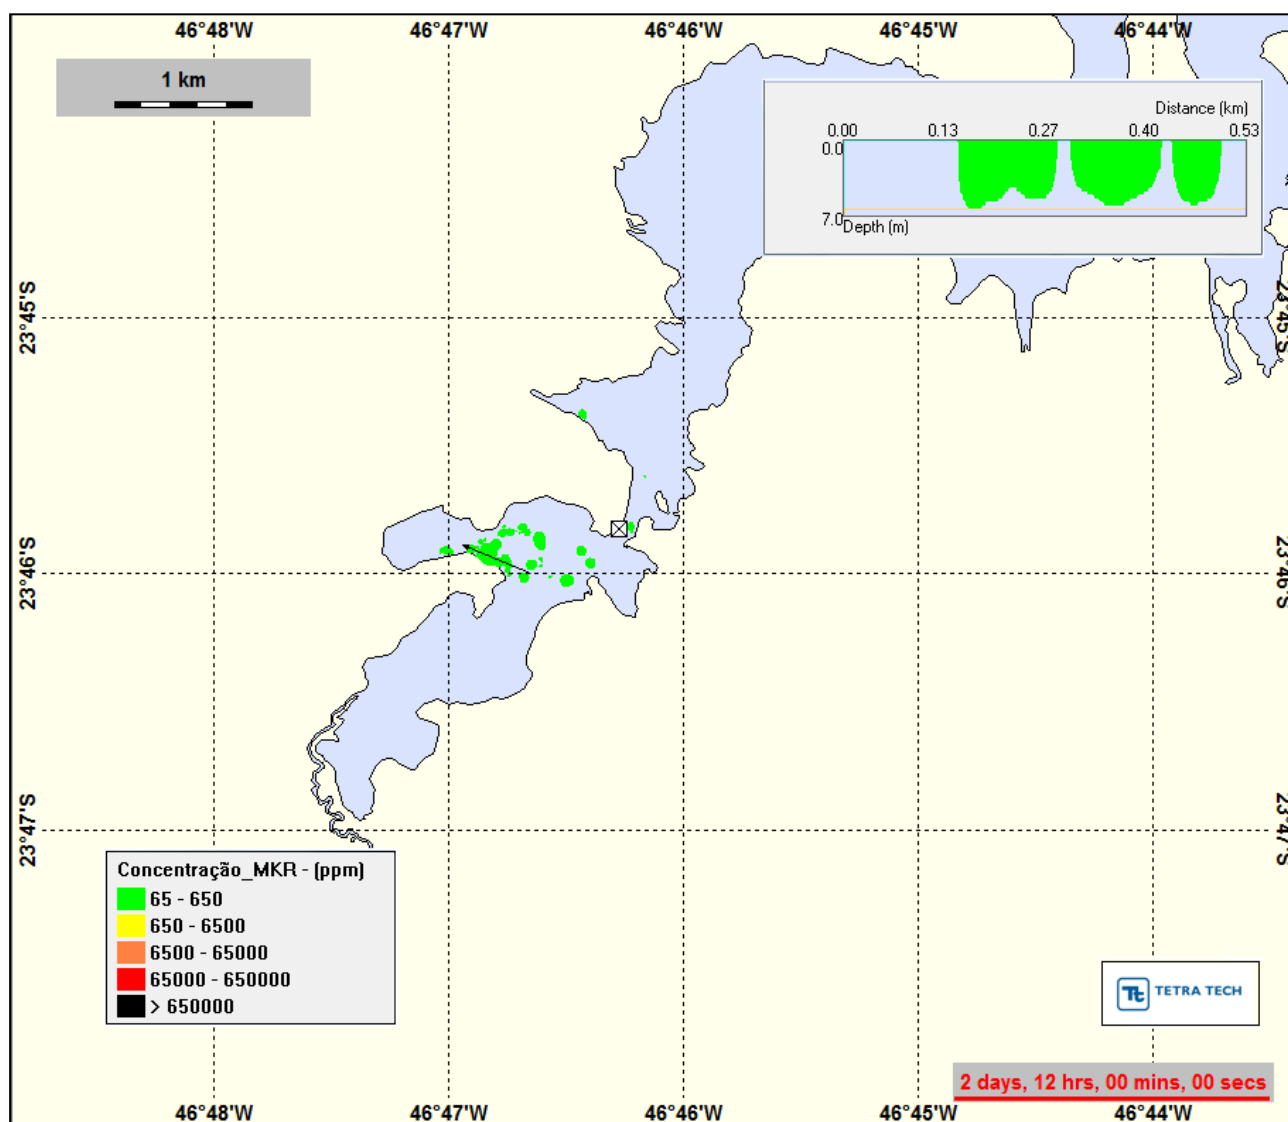 46°48'W 46°47'W 46°46'W 46°45'W 46°44'W
1 km
Distance (km)
0.00 0.13 0.27 0.40 0.53
0.0
7.0
Depth (m)
23°45'S 23°45'S
23°46'S 23°46'S
23°47'S 23°47'S
Concentração_MKR - (ppm)
65 - 650
650 - 6500
6500 - 65000
65000 - 650000
> 650000
Tt TETRA TECH
2 days, 12 hrs, 00 mins, 00 secs
46°48'W 46°47'W 46°46'W 46°45'W 46°44'W